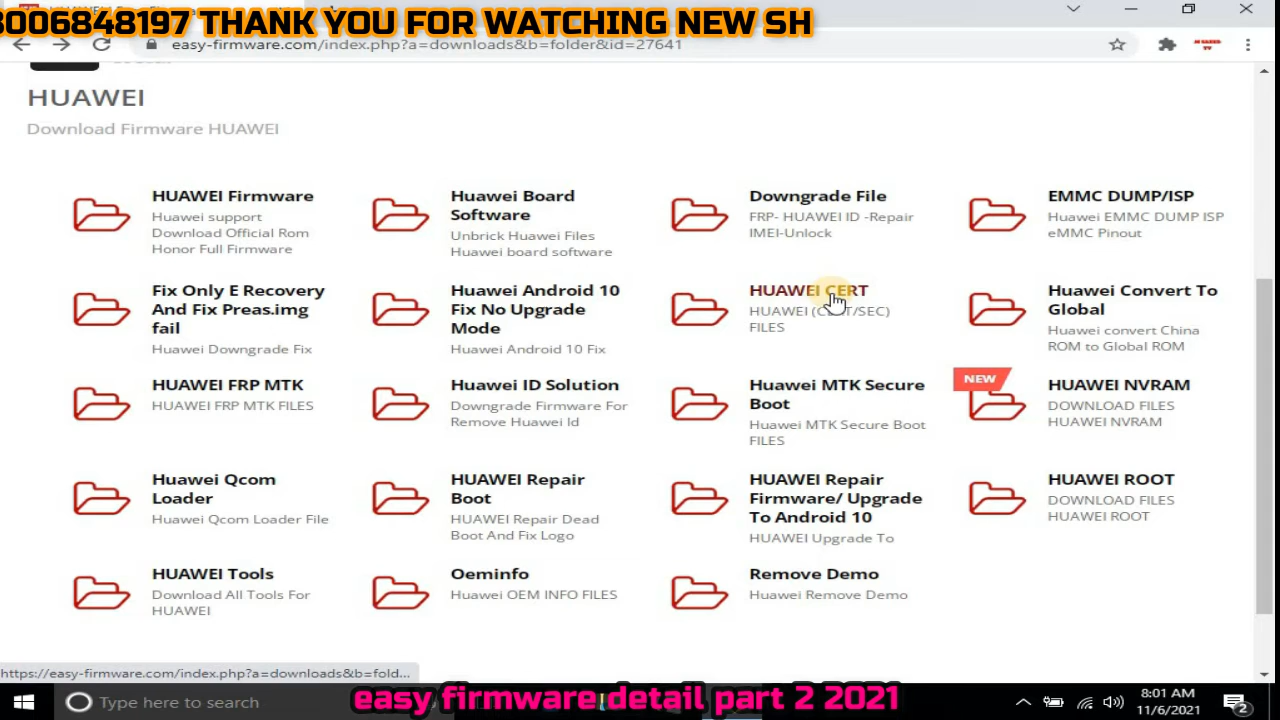 3006848197 THANK YOU FOR WATCHING NEW SH
easy-firmware.com/index.php?a=downloads&b=folder&id=27641
HUAWEI
Download Firmware HUAWEI
HUAWEI Firmware
Huawei support
Download Official Rom
Honor Full Firmware
Huawei Board
Software
Unbrick Huawei Files
Huawei board software
Downgrade File
FRP- HUAWEI ID -Repair
IMEI-Unlock
EMMC DUMP/ISP
Huawei EMMC DUMP ISP
eMMC Pinout
Fix Only E Recovery
And Fix Preas.img
fail
Huawei Downgrade Fix
Huawei Android 10
Fix No Upgrade
Mode
Huawei Android 10 Fix
HUAWEI CERT
HUAWEI (CERT/SEC)
FILES
Huawei Convert To
Global
Huawei convert China
ROM to Global ROM
HUAWEI FRP MTK
HUAWEI FRP MTK FILES
Huawei ID Solution
Downgrade Firmware For
Remove Huawei Id
Huawei MTK Secure
Boot
Huawei MTK Secure Boot
FILES
NEW
HUAWEI NVRAM
DOWNLOAD FILES
HUAWEI NVRAM
Huawei Qcom
Loader
Huawei Qcom Loader File
HUAWEI Repair
Boot
HUAWEI Repair Dead
Boot And Fix Logo
HUAWEI Repair
Firmware/ Upgrade
To Android 10
HUAWEI Upgrade To
HUAWEI ROOT
DOWNLOAD FILES
HUAWEI ROOT
HUAWEI Tools
Download All Tools For
HUAWEI
Oeminfo
Huawei OEM INFO FILES
Remove Demo
Huawei Remove Demo
https://easy-firmware.com/index.php?a=downloads&b=fold...
Type here to search
easy firmware detail part 2 2021
8:01 AM
11/6/2021
2